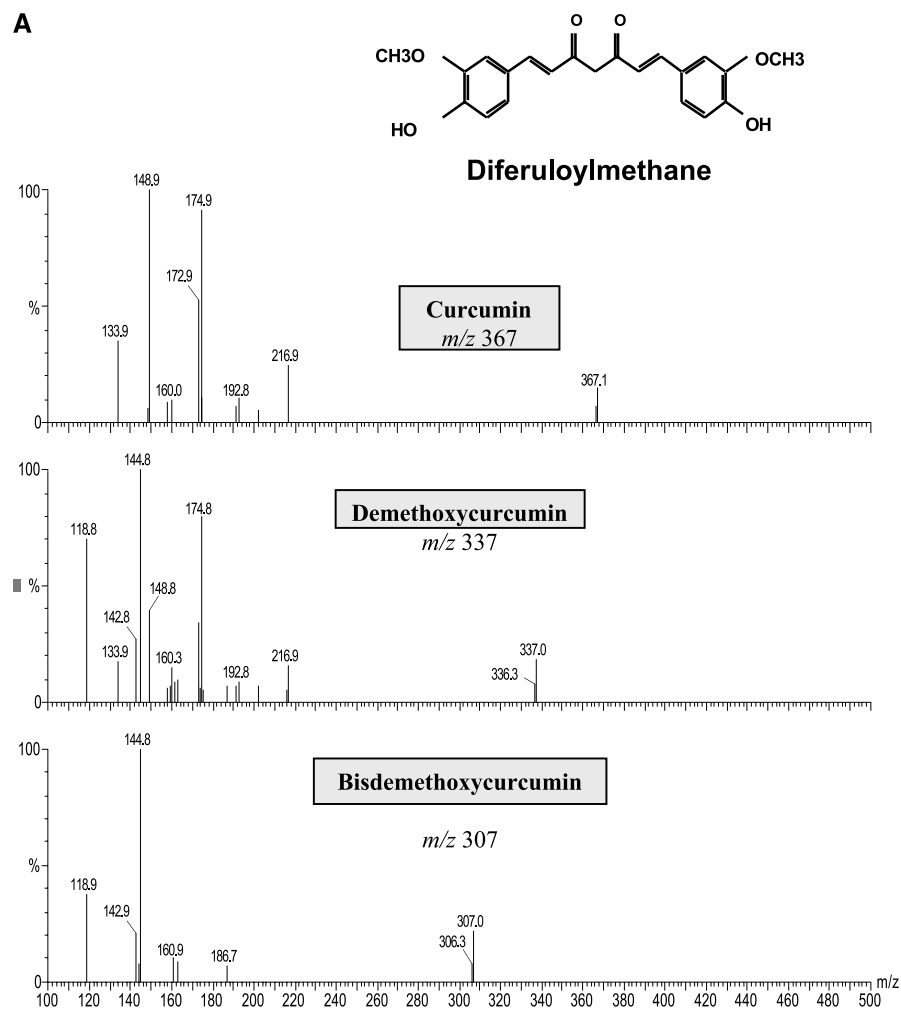 A
O O
CH3O
OCH3
HO
OH
Diferuloylmethane
100
148.9
174.9
172.9
Curcumin
m/z 367
%
133.9
216.9
160.0
192.8
367.1
0
100
144.8
174.8
118.8
Demethoxycurcumin
m/z 337
% 148.8
142.8
133.9
160.3
216.9
192.8
337.0
336.3
0
100
144.8
Bisdemethoxycurcumin
m/z 307
%
118.9
142.9
160.9
186.7
307.0
306.3
0
m/z
100 120 140 160 180 200 220 240 260 280 300 320 340 360 380 400 420 440 460 480 500